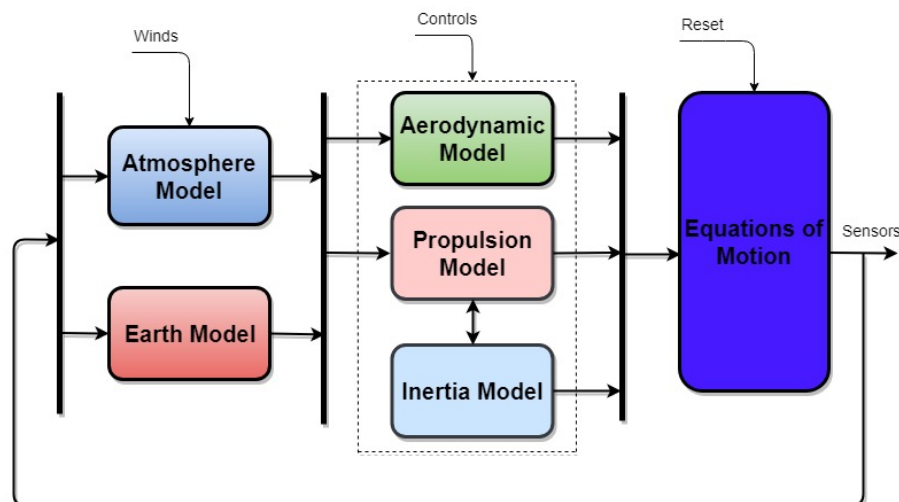 Winds
Controls
Reset
Atmosphere
Model
Aerodynamic
Model
Propulsion
Model
Equations of
Motion
Sensors
Earth Model
Inertia Model